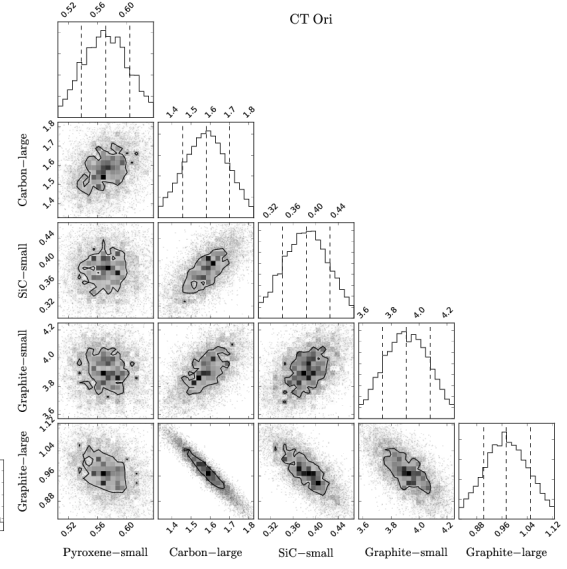 0.52 0.56 0.60
CT Ori
1.4 1.5 1.6 1.7 1.8
Carbon−large
1.8
1.7
1.6
1.5
1.4
0.32 0.36 0.40 0.44
SiC−small
0.44
0.40
0.36
0.32
3.6 3.8 4.0 4.2
Graphite−small
4.2
4.0
3.8
3.6
Graphite−large
1.12
1.04
0.96
0.88
0.52 0.56 0.60
1.4 1.5 1.6 1.7 1.8
0.32 0.36 0.40 0.44
3.6 3.8 4.0 4.2
0.88 0.96 1.04 1.12
Pyroxene−small Carbon−large SiC−small Graphite−small Graphite−large